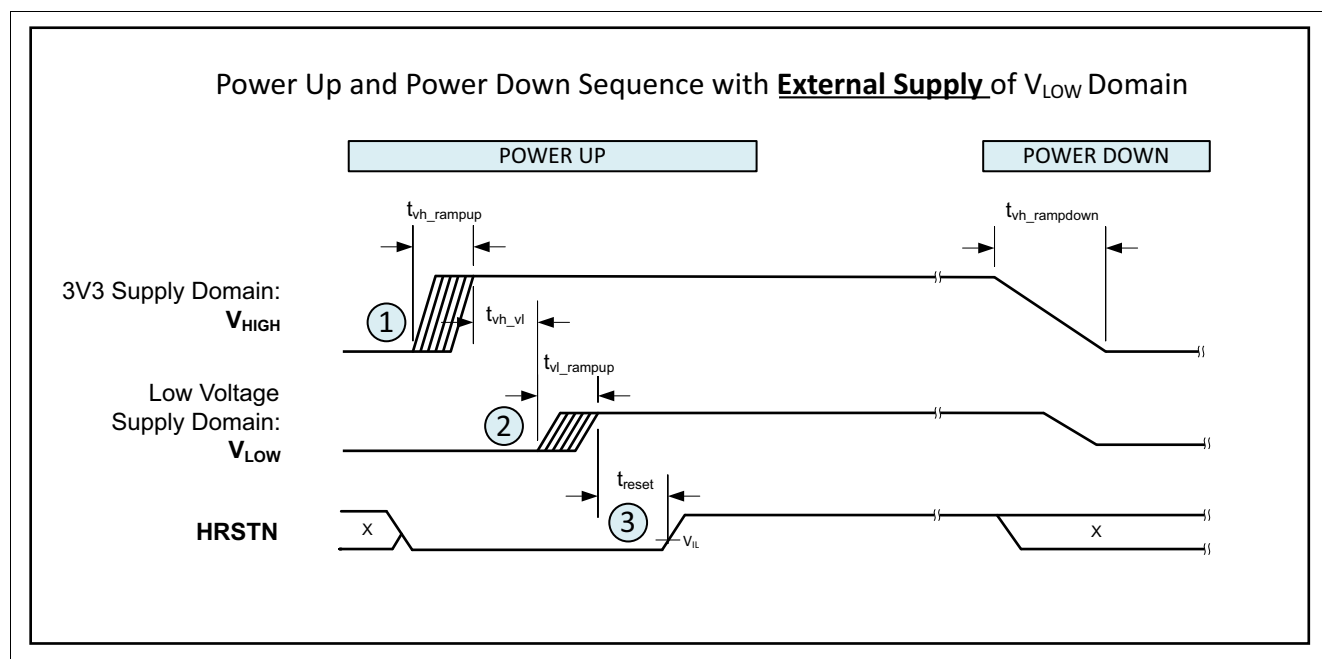 Power Up and Power Down Sequence with External Supply of VLOW Domain
POWER UP
POWER DOWN
tvh_rampup
tvh_rampdown
3V3 Supply Domain:
VHIGH
1
tvh_vl
tvl_rampup
Low Voltage
Supply Domain:
VLOW
2
treset
HRSTN
X
3
VIL
X